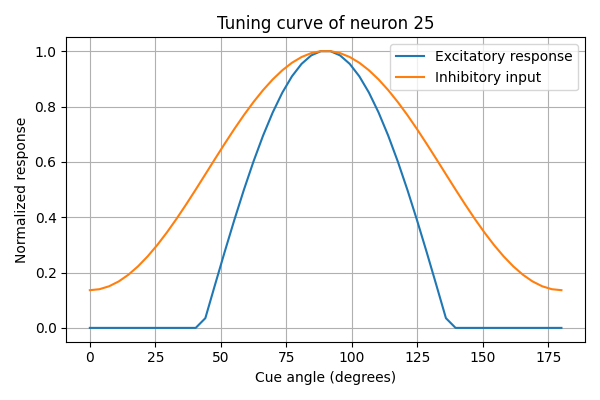 Tuning curve of neuron 25
Excitatory response
Inhibitory input
Normalized response
1.0
0.8
0.6
0.4
0.2
0.0
0 25 50 75 100 125 150 175
Cue angle (degrees)